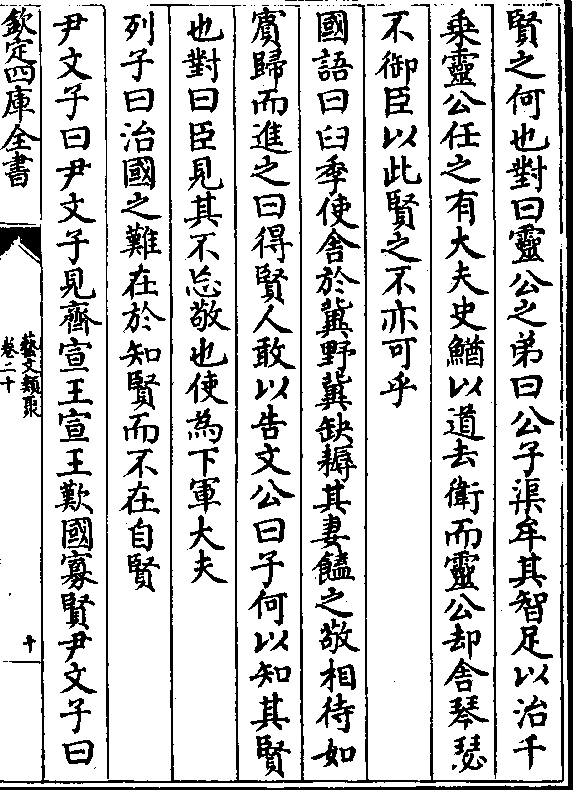 賢之何也對曰靈公之弟曰公子渠牟其智足以治千
乗靈公任之有大夫史鰌以道去衛而靈公却舎琴瑟
不御臣以此賢之不亦可乎
國語曰臼季使舎於冀野冀缺耨其妻饁之敬相待如
賔歸而進之曰得賢人敢以告文公曰子何以知其賢
也對曰臣見其不忘敬也使為下軍大夫
列子曰治國之難在於知賢而不在自賢
尹文子曰尹文子見齊宣王宣王歎國寡賢尹文子曰
欽定四庫全書
藝文類聚
卷二十
十